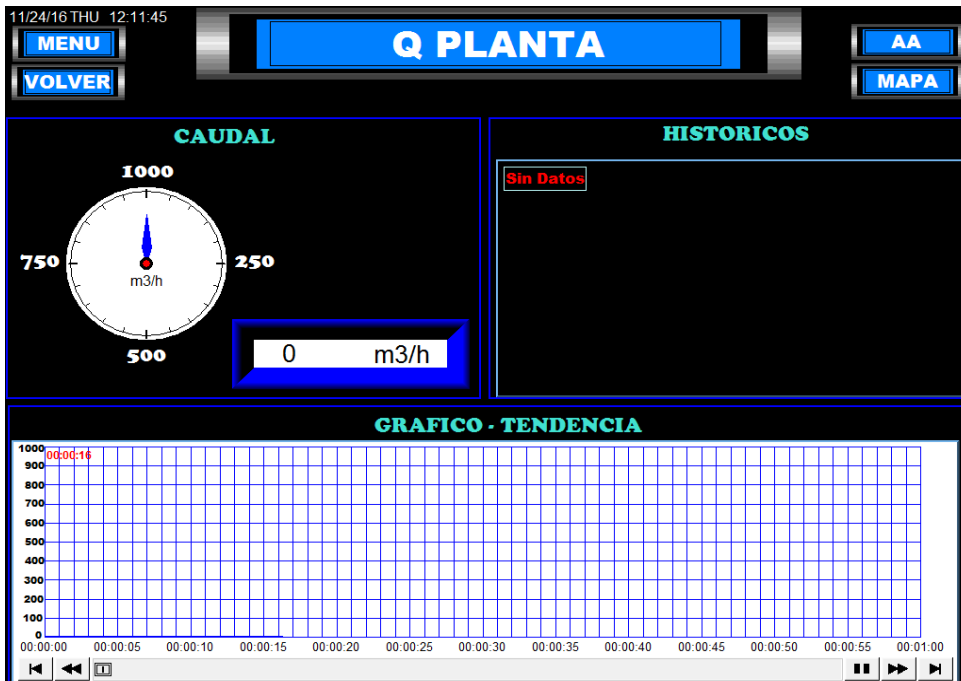 11/24/16 THU 12:11:45
MENU
Q PLANTA
AA
VOLVER
MAPA
CAUDAL
1000
750
250
m3/h
500
0 m3/h
HISTORICOS
Sin Datos
GRAFICO - TENDENCIA
00:00:16
1000
900
800
700
600
500
400
300
200
100
0
00:00:00 00:00:05 00:00:10 00:00:15 00:00:20 00:00:25 00:00:30 00:00:35 00:00:40 00:00:45 00:00:50 00:00:55 00:01:00